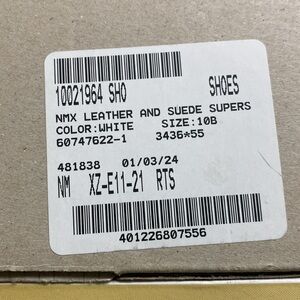 10021964 SHO SHOES
NMX LEATHER AND SUEDE SUPERS
COLOR:WHITE SIZE:10B
60747622-1 3436*55
481838 01/03/24
NM XZ-E11-21 RTS
401226807556